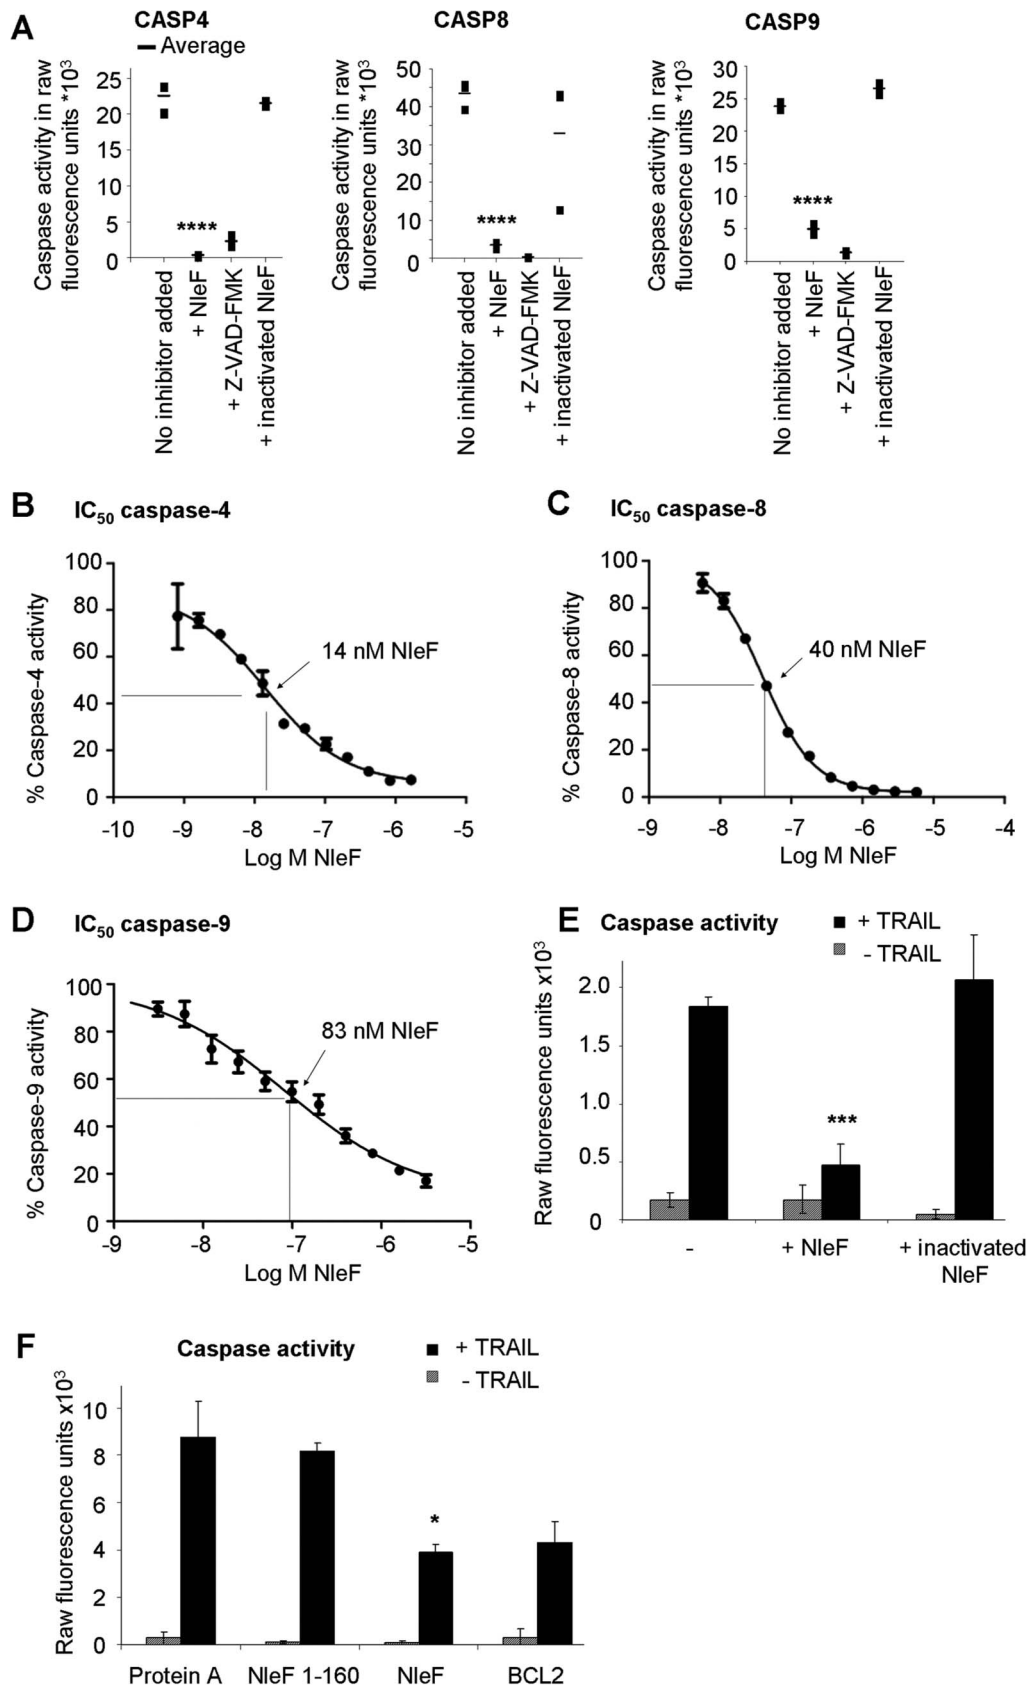 A
CASP4
Average
Caspase activity in raw
fluorescence units *10³
25
20
15
10
5
0
****
No inhibitor added
+ NleF
+ Z-VAD-FMK
+ inactivated NleF
CASP8
Caspase activity in raw
fluorescence units *10³
50
40
30
20
10
0
****
No inhibitor added
+ NleF
+ Z-VAD-FMK
+ inactivated NleF
CASP9
Caspase activity in raw
fluorescence units *10³
30
25
20
15
10
5
0
****
No inhibitor added
+ NleF
+ Z-VAD-FMK
+ inactivated NleF
B
IC₅₀ caspase-4
% Caspase-4 activity
100
80
60
40
20
0
14 nM NleF
-10 -9 -8 -7 -6 -5
Log M NleF
C
IC₅₀ caspase-8
% Caspase-8 activity
100
80
60
40
20
0
40 nM NleF
-9 -8 -7 -6 -5 -4
Log M NleF
D
IC₅₀ caspase-9
% Caspase-9 activity
100
80
60
40
20
0
83 nM NleF
-9 -8 -7 -6 -5
Log M NleF
E
Caspase activity
+ TRAIL
- TRAIL
Raw fluorescence units x10³
2.0
1.5
1.0
0.5
0
***
-
+ NleF
+ inactivated
NleF
F
Caspase activity
+ TRAIL
- TRAIL
Raw fluorescence units x10³
10
8
6
4
2
0
*
Protein A
NleF 1-160
NleF
BCL2